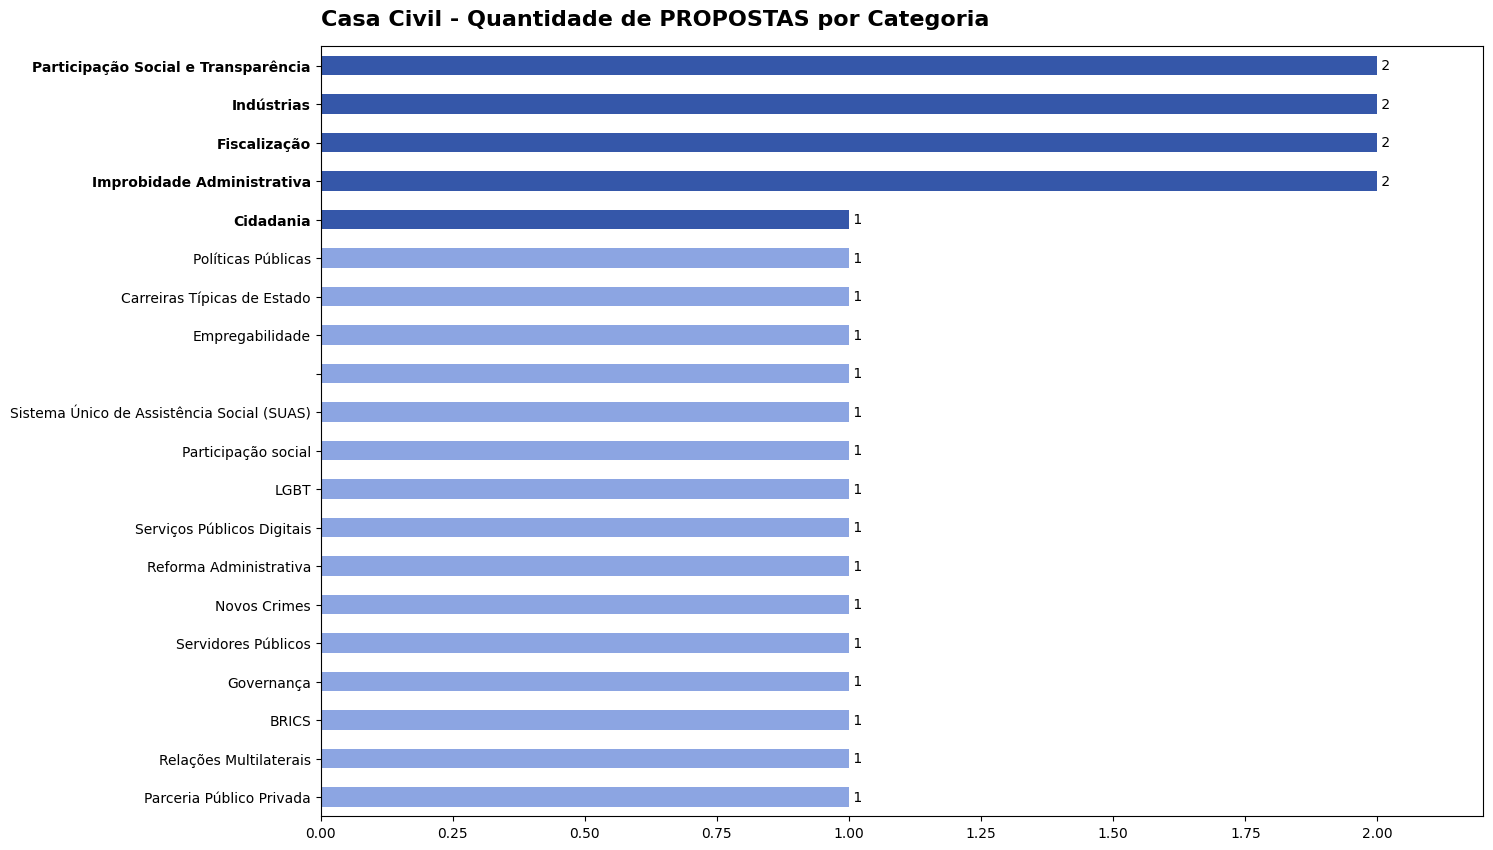 Casa Civil - Quantidade de PROPOSTAS por Categoria
Participação Social e Transparência 2
Indústrias 2
Fiscalização 2
Improbidade Administrativa 2
Cidadania 1
Políticas Públicas 1
Carreiras Típicas de Estado 1
Empregabilidade 1
1
Sistema Único de Assistência Social (SUAS) 1
Participação social 1
LGBT 1
Serviços Públicos Digitais 1
Reforma Administrativa 1
Novos Crimes 1
Servidores Públicos 1
Governança 1
BRICS 1
Relações Multilaterais 1
Parceria Público Privada 1
0.00 0.25 0.50 0.75 1.00 1.25 1.50 1.75 2.00